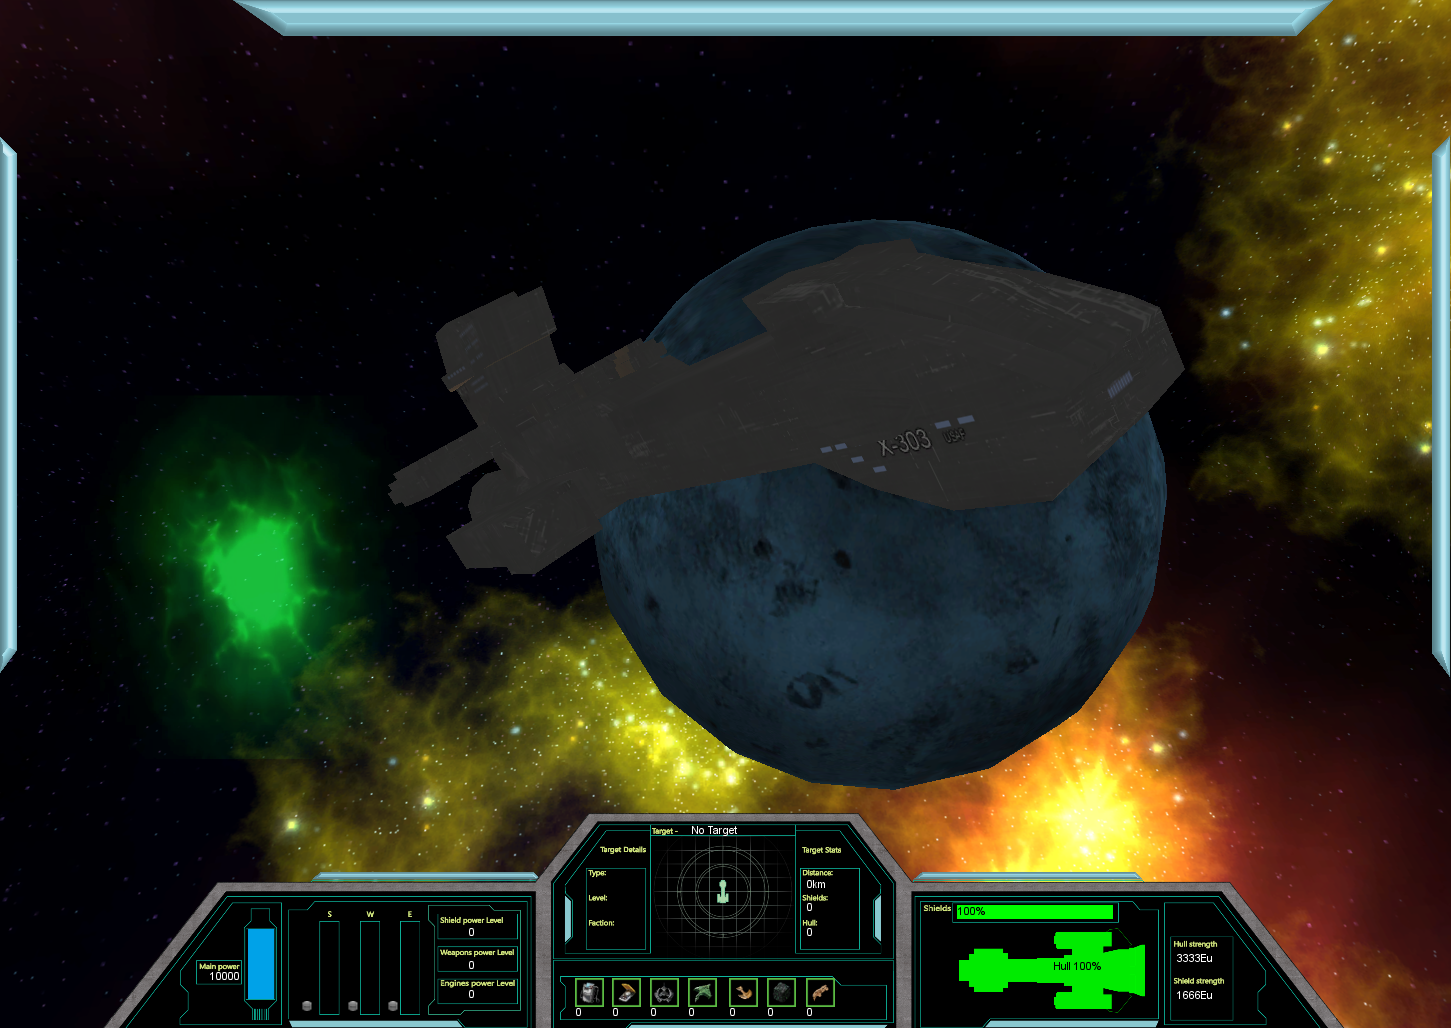 X-303 USAF
Target - No Target
Target Details
Target Stats
Type:
Level:
Faction:
Distance:
0km
Shields:
0
Hull:
0
0 0 0 0 0 0 0
S W E
Main power
10000
Shield power Level
0
Weapons power Level
0
Engines power Level
0
Shields 100%
Hull 100%
Hull strength
3333Eu
Shield strength
1666Eu